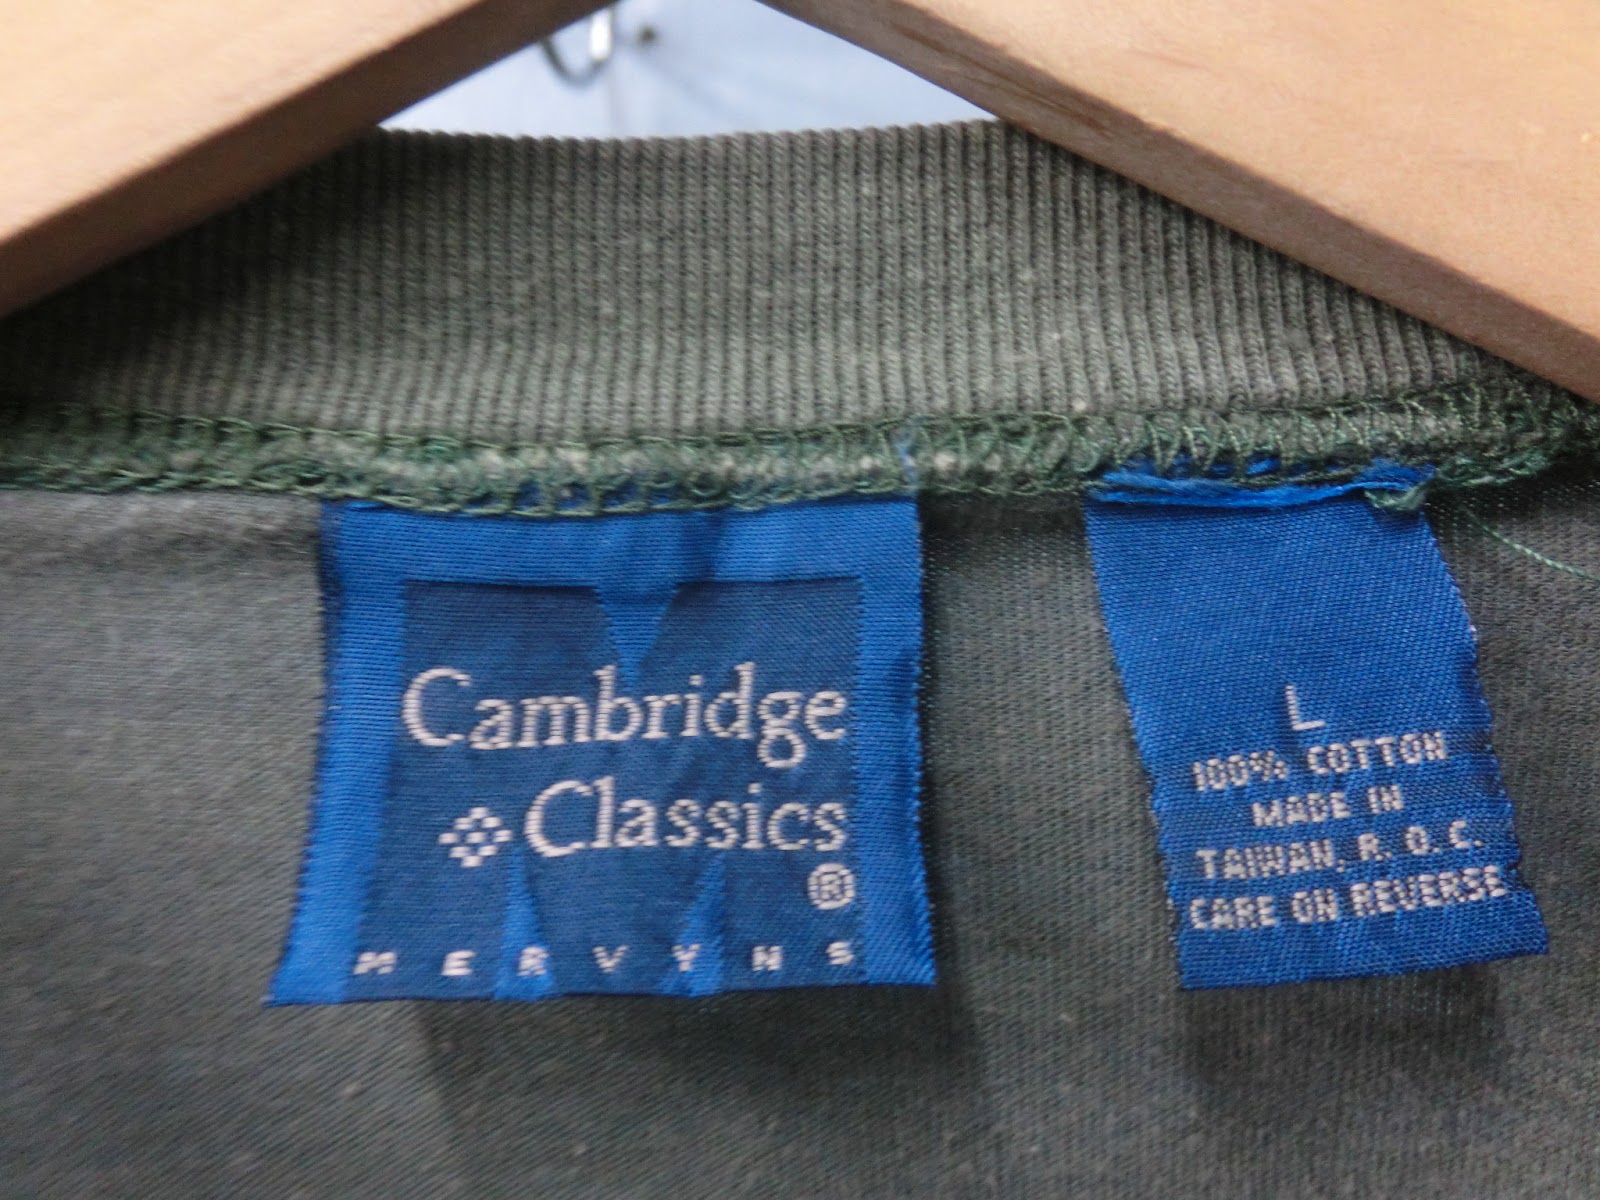 Cambridge
Classics
®
MERVYNS
L
100% COTTON
MADE IN
TAIWAN, R. O. C.
CARE ON REVERSE